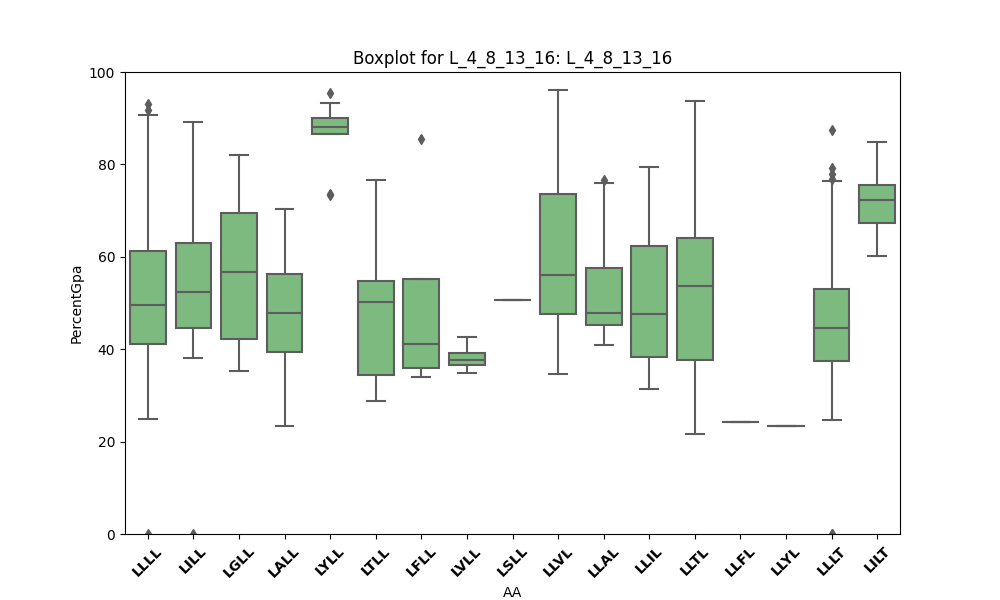 Boxplot for L_4_8_13_16: L_4_8_13_16
100
80
60
40
20
0
PercentGpa
LLLL LILL LGLL LALL LYLL LTLL LFLL LVLL LSLL LLVL LLAL LLIL LLTL LLFL LLYL LLLT LILT
AA